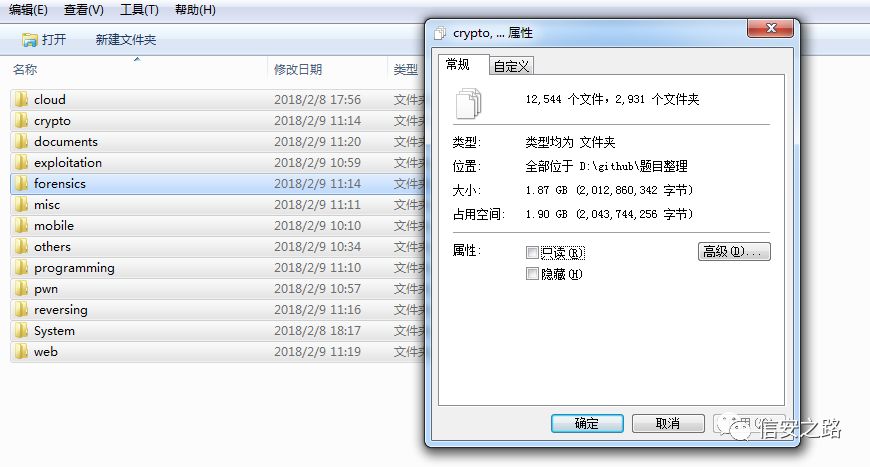 编辑(E) 查看(V) 工具(T) 帮助(H)
打开 新建文件夹
名称 修改日期 类型
cloud 2018/2/8 17:56 文件夹
crypto 2018/2/9 11:14 文件夹
documents 2018/2/9 11:20 文件夹
exploitation 2018/2/9 10:59 文件夹
forensics 2018/2/9 11:14 文件夹
misc 2018/2/9 11:11 文件夹
mobile 2018/2/9 10:10 文件夹
others 2018/2/9 10:34 文件夹
programming 2018/2/9 11:10 文件夹
pwn 2018/2/9 10:57 文件夹
reversing 2018/2/9 11:16 文件夹
System 2018/2/8 18:17 文件夹
web 2018/2/9 11:19 文件夹
crypto, ... 属性
常规 自定义
12,544 个文件，2,931 个文件夹
类型: 类型均为 文件夹
位置: 全部位于 D:\github\题目整理
大小: 1.87 GB (2,012,860,342 字节)
占用空间: 1.90 GB (2,043,744,256 字节)
属性: 只读(R) 高级(D)...
隐藏(H)
确定 取消
信安之路